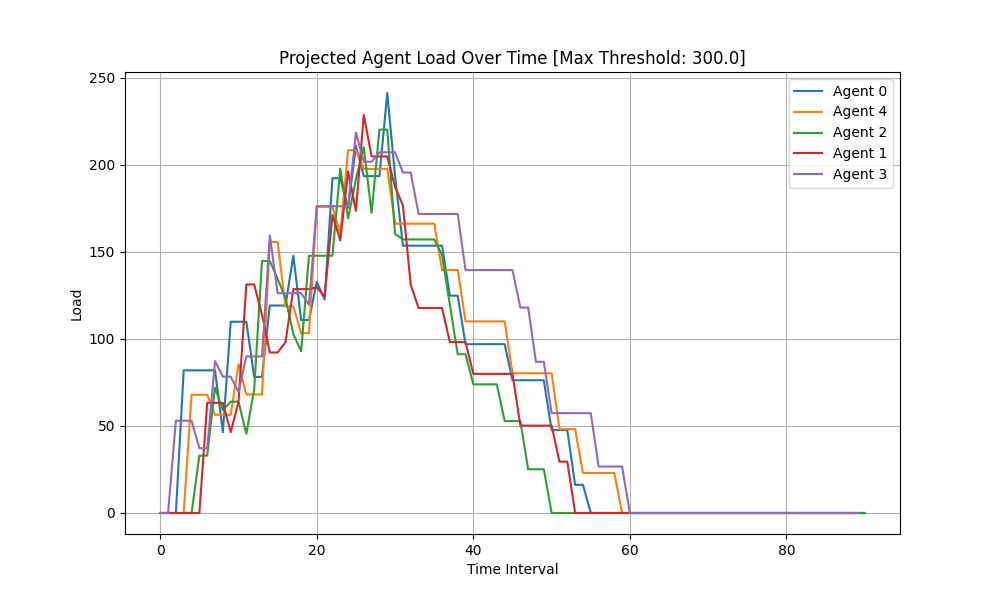 Projected Agent Load Over Time [Max Threshold: 300.0]
250
200
150
100
50
0
Load
0 20 40 60 80
Time Interval
Agent 0
Agent 4
Agent 2
Agent 1
Agent 3